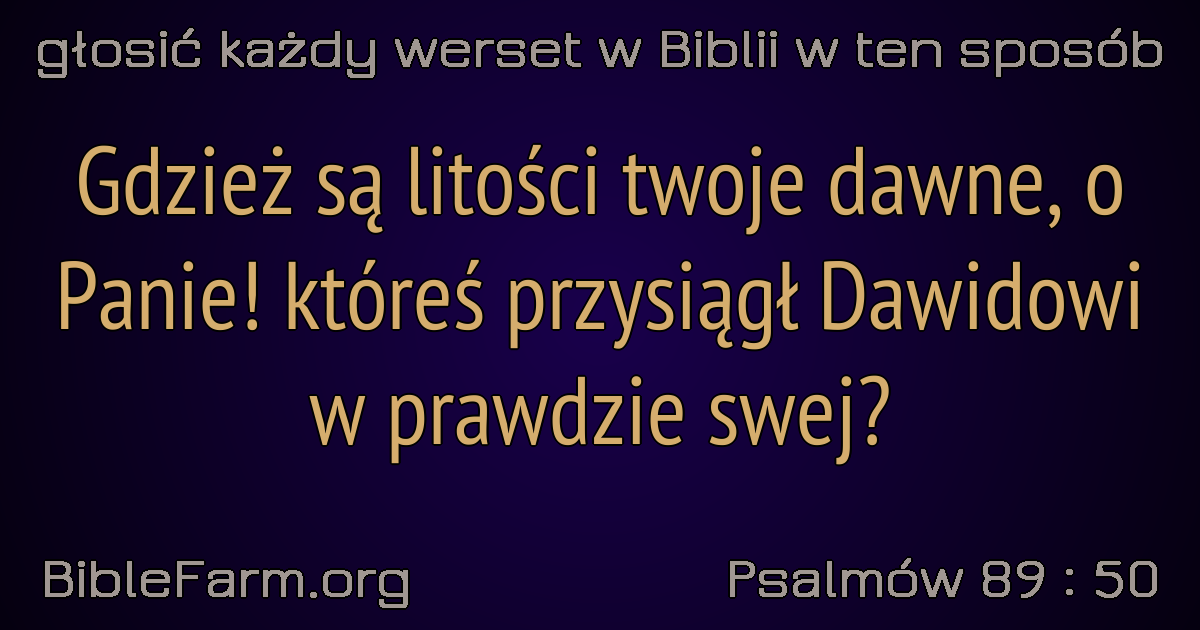 głosić każdy werset w Biblii w ten sposób
Gdzież są litości twoje dawne, o
Panie! któreś przysiągł Dawidowi
w prawdzie swej?
BibleFarm.org
Psalmów 89 : 50